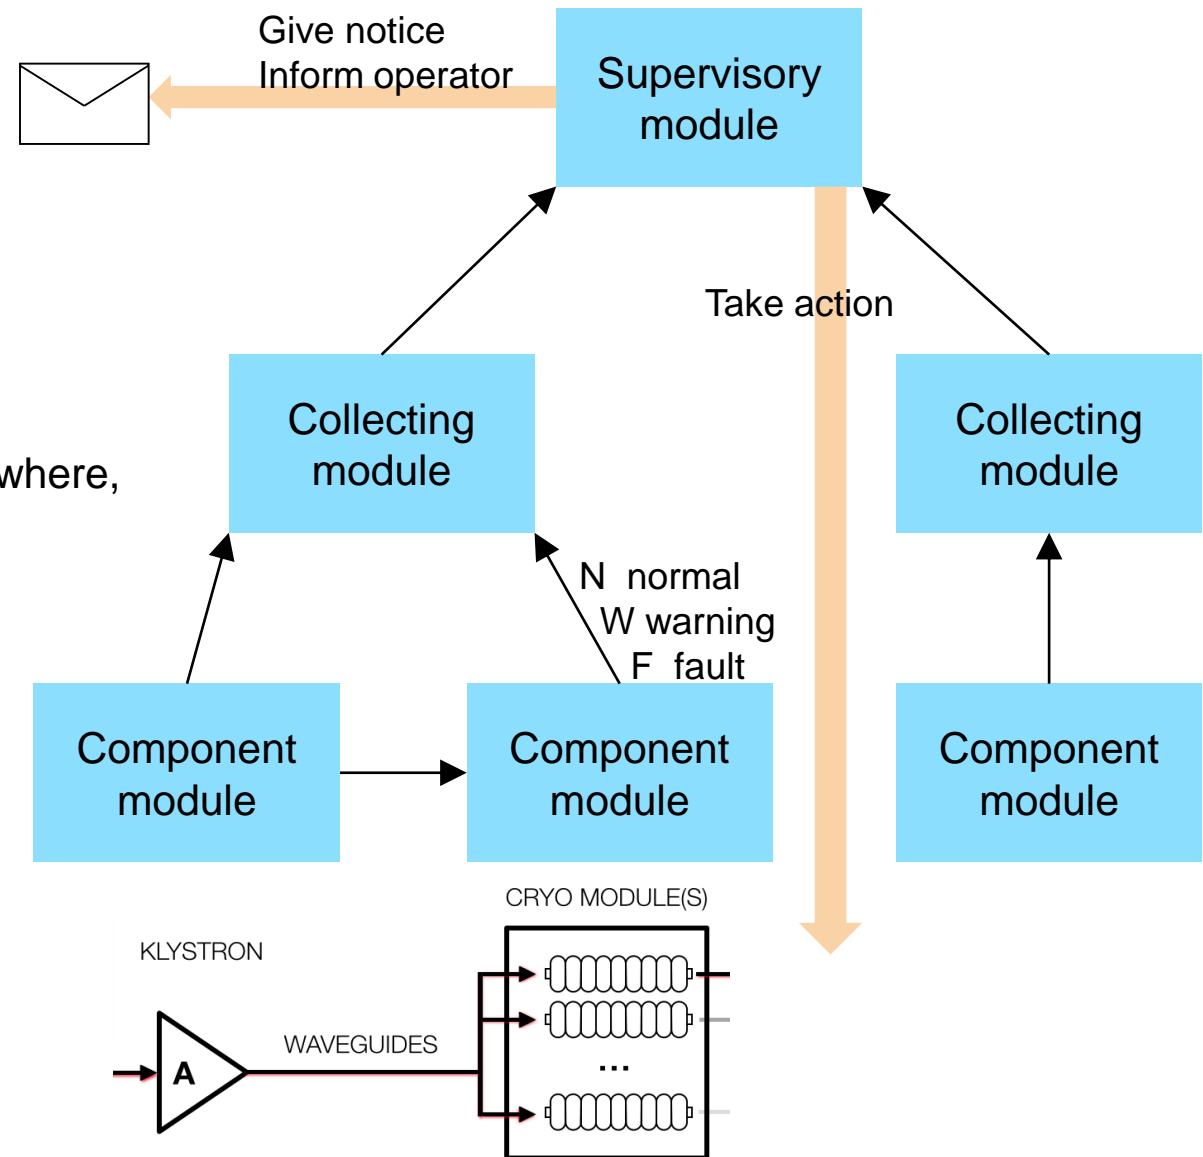 Give notice
Inform operator
Supervisory
module
Take action
Collecting
module
Collecting
module
where,
N normal
W warning
F fault
Component
module
Component
module
Component
module
CRYO MODULE(S)
KLYSTRON
WAVEGUIDES
A
...